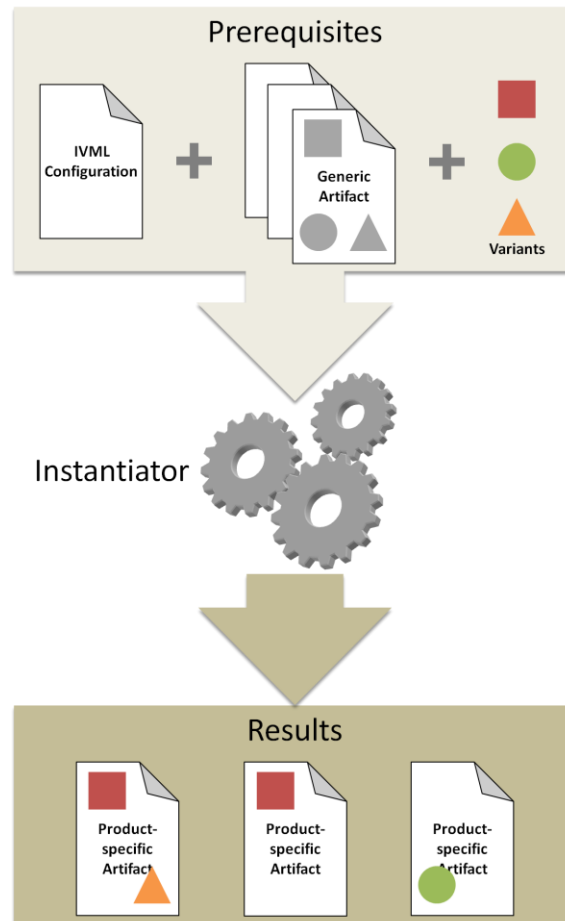 Prerequisites
IVML
Configuration
Generic
Artifact
Variants
Instantiator
Results
Product-
specific
Artifact
Product-
specific
Artifact
Product-
specific
Artifact